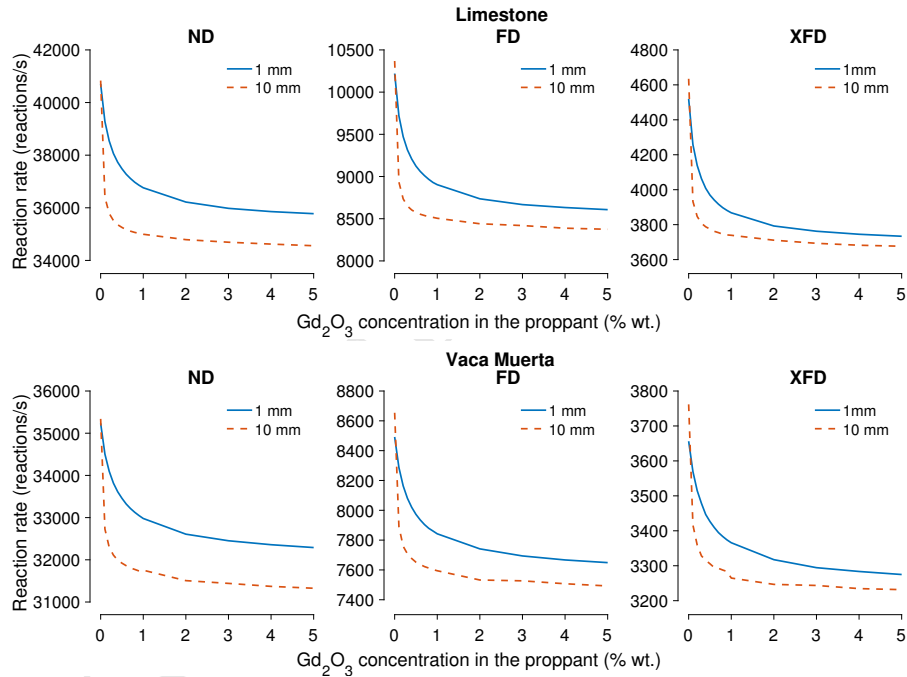 Limestone
ND
FD
XFD
Reaction rate (reactions/s)
42000
40000
38000
36000
34000
1 mm
10 mm
0 1 2 3 4 5
10500
10000
9500
9000
8500
8000
1 mm
10 mm
0 1 2 3 4 5
4800
4600
4400
4200
4000
3800
3600
1mm
10 mm
0 1 2 3 4 5
Gd2O3 concentration in the proppant (% wt.)
Vaca Muerta
ND
FD
XFD
Reaction rate (reactions/s)
36000
35000
34000
33000
32000
31000
1 mm
10 mm
0 1 2 3 4 5
8800
8600
8400
8200
8000
7800
7600
7400
1 mm
10 mm
0 1 2 3 4 5
3800
3700
3600
3500
3400
3300
3200
1mm
10 mm
0 1 2 3 4 5
Gd2O3 concentration in the proppant (% wt.)